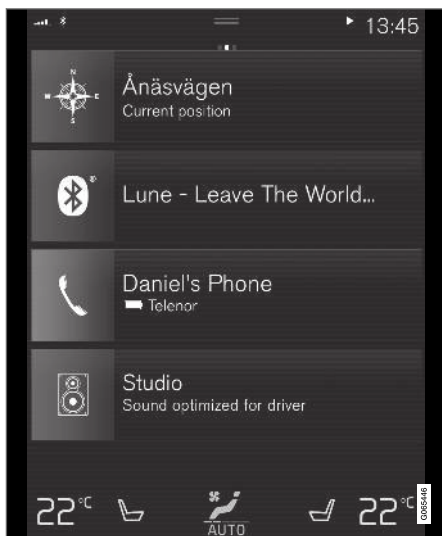 13:45
N
W E
S
Ånäsvägen
Current position
Lune - Leave The World...
Daniel's Phone
Telenor
Studio
Sound optimized for driver
22°C
AUTO
22°C
G065446